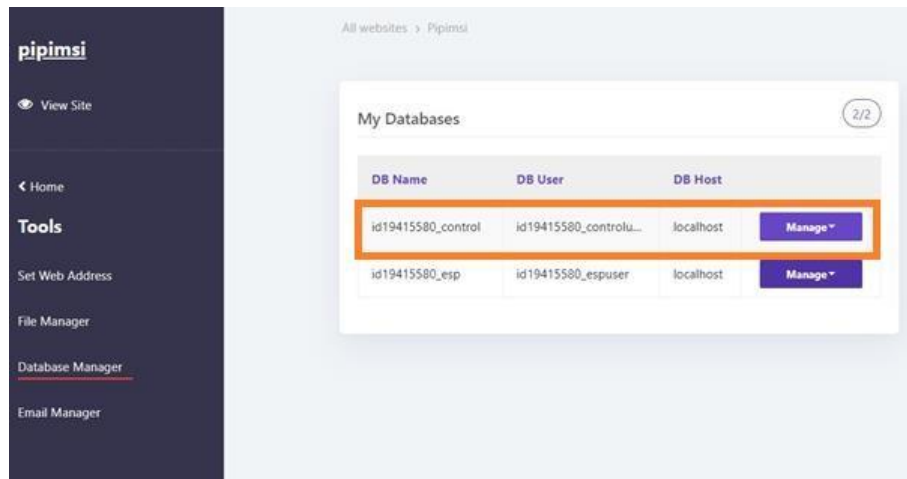 pipimsi
View Site
Home
Tools
Set Web Address
File Manager
Database Manager
Email Manager
All websites > Pipimsi
My Databases 2/2
DB Name DB User DB Host
id19415580_control id19415580_controlu... localhost Manage
id19415580_esp id19415580_espuser localhost Manage